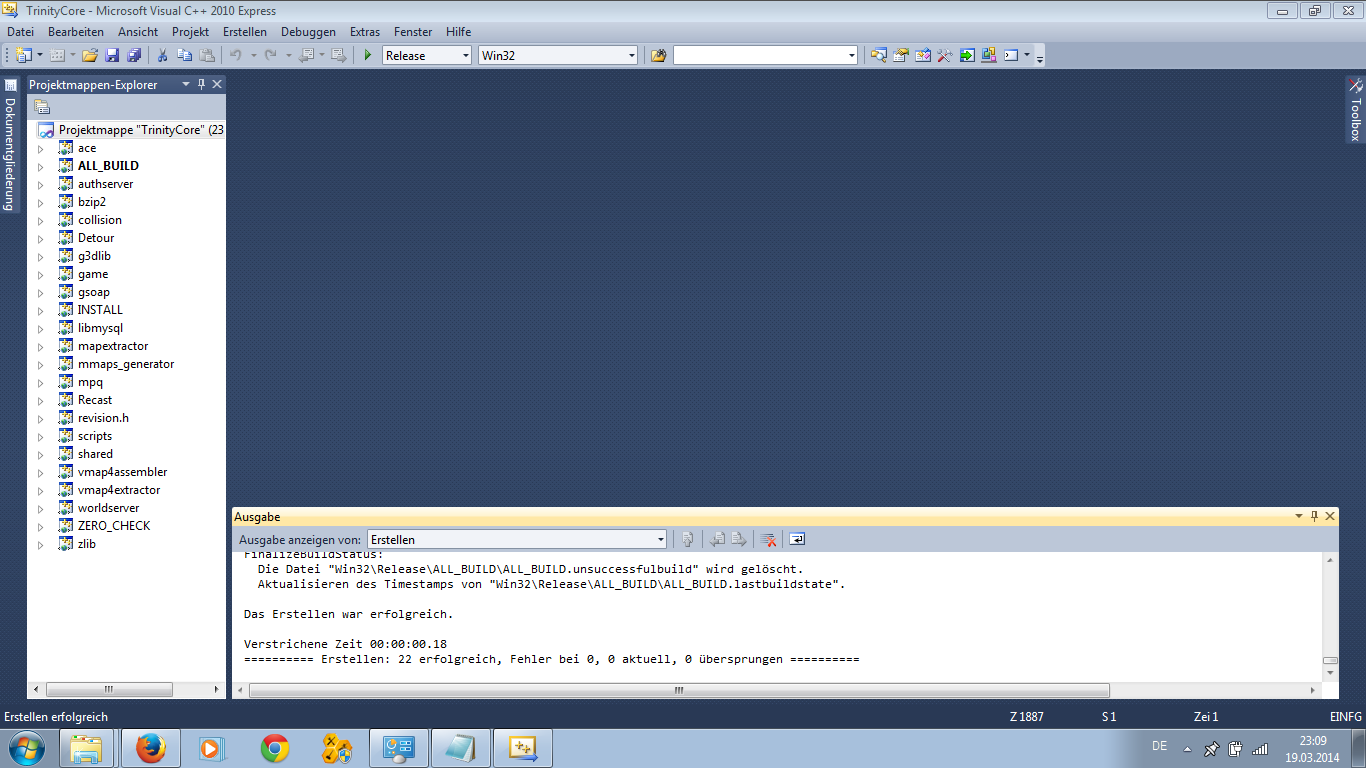 TrinityCore - Microsoft Visual C++ 2010 Express
Datei Bearbeiten Ansicht Projekt Erstellen Debuggen Extras Fenster Hilfe
Release Win32
Dokumentgliederung
Projektmappen-Explorer
Projektmappe "TrinityCore" (23
ace
ALL_BUILD
authserver
bzip2
collision
Detour
g3dlib
game
gsoap
INSTALL
libmysql
mapextractor
mmaps_generator
mpq
Recast
revision.h
scripts
shared
vmap4assembler
vmap4extractor
worldserver
ZERO_CHECK
zlib
Toolbox
Ausgabe
Ausgabe anzeigen von: Erstellen
FinalizeBuildStatus:
Die Datei "Win32\Release\ALL_BUILD\ALL_BUILD.unsuccessfulbuild" wird gelöscht.
Aktualisieren des Timestamps von "Win32\Release\ALL_BUILD\ALL_BUILD.lastbuildstate".
Das Erstellen war erfolgreich.
Verstrichene Zeit 00:00:00.18
========== Erstellen: 22 erfolgreich, Fehler bei 0, 0 aktuell, 0 übersprungen ==========
Erstellen erfolgreich Z 1887 S 1 Zei 1 EINFG
DE 23:09
19.03.2014